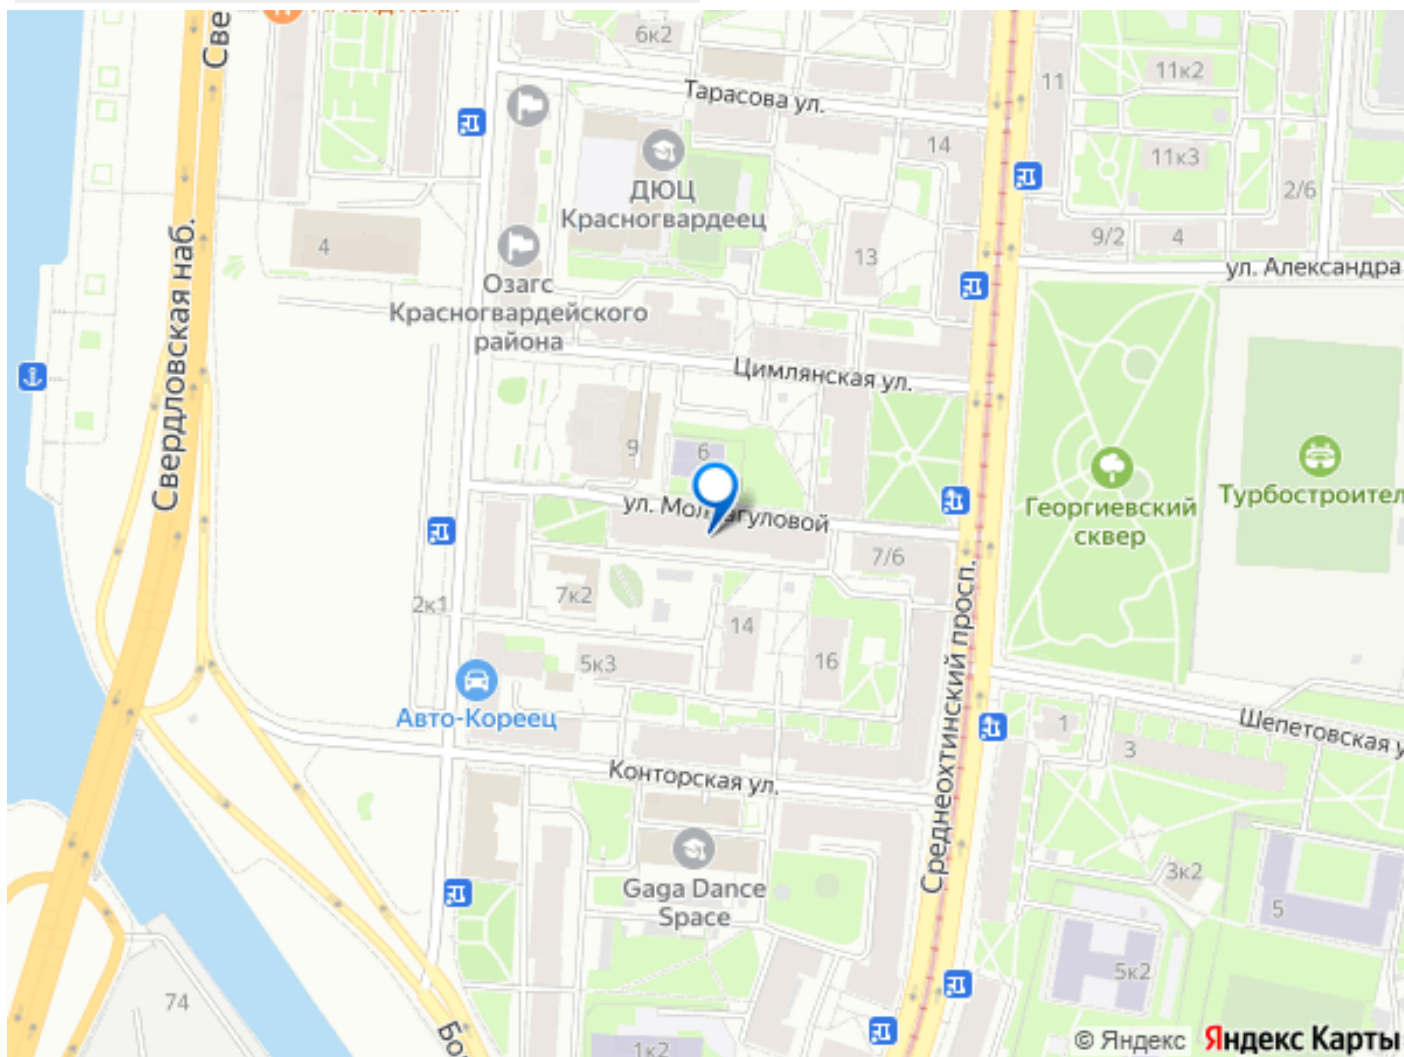 6к2
Све
Тарасова ул.
11
11к2
14
11к3
ДЮЦ
Красногвардеец
2/6
4
13
9/2
4
ул. Александра
Озагс
Красногвардейского
района
Свердловская наб.
Цимлянская ул.
9
6
Георгиевский
сквер
Турбостроител
7/6
2к1
7к2
14
16
5к3
Авто-Кореец
Среднеохтинский просп.
1
3
Шепетовская у
Конторская ул.
Gaga Dance
Space
3к2
5
5к2
74
1к2
© Яндекс Яндекс Карты